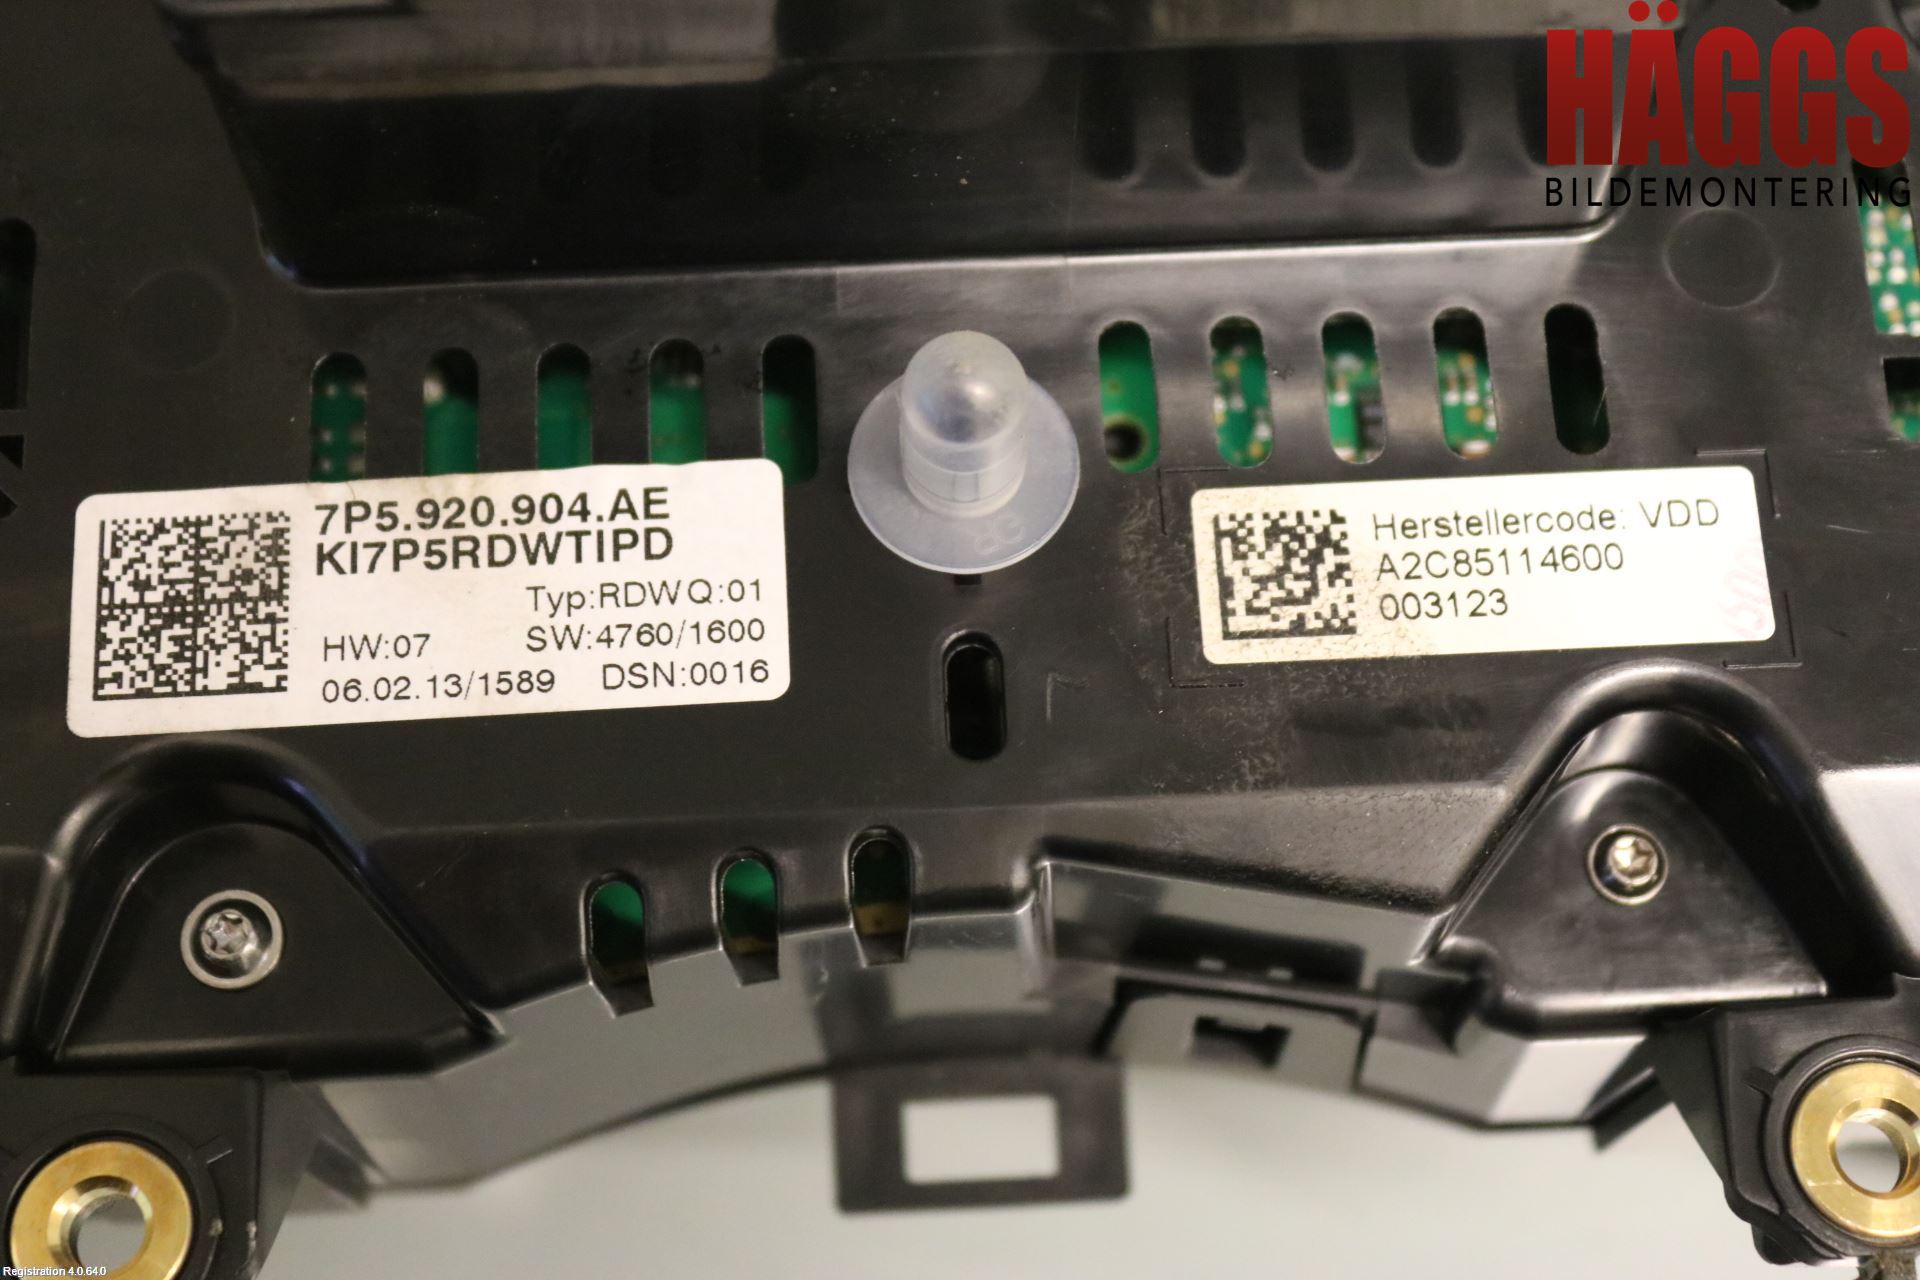 HÄGGS
BILDEMONTERING
7P5.920.904.AE
KI7P5RDWTIPD
Typ:RDW Q:01
HW:07 SW:4760/1600
06.02.13/1589 DSN:0016
Herstellercode: VDD
A2C85114600
003123
Registration 4.0.64.0